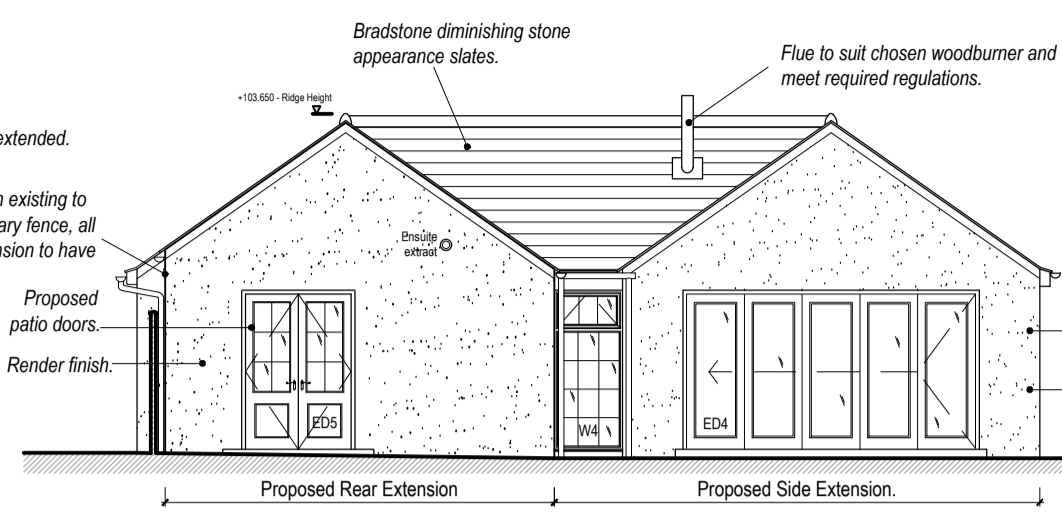 Bradstone diminishing stone
appearance slates.
Flue to suit chosen woodburner and
meet required regulations.
+103.650 - Ridge Height
extended.
existing to
ary fence, all
nsion to have
Ensuite
extract
Proposed
patio doors.
Render finish.
ED5
W4
ED4
Proposed Rear Extension
Proposed Side Extension.